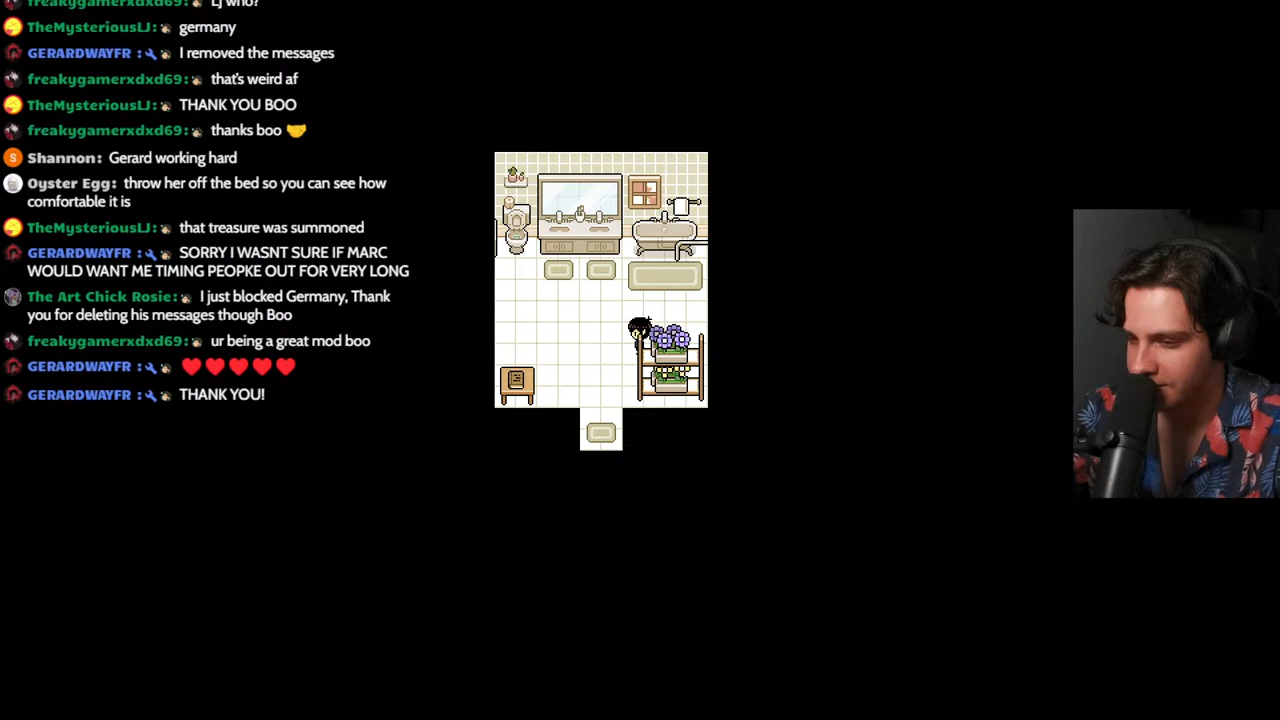 freakygamerxdxd69: Lj who?
TheMysteriousLJ: germany
GERARDWAYFR : I removed the messages
freakygamerxdxd69: that's weird af
TheMysteriousLJ: THANK YOU BOO
freakygamerxdxd69: thanks boo 🤝
S Shannon: Gerard working hard
Oyster Egg: throw her off the bed so you can see how
comfortable it is
TheMysteriousLJ: that treasure was summoned
GERARDWAYFR : SORRY I WASNT SURE IF MARC
WOULD WANT ME TIMING PEOPKE OUT FOR VERY LONG
The Art Chick Rosie: I just blocked Germany, Thank
you for deleting his messages though Boo
freakygamerxdxd69: ur being a great mod boo
GERARDWAYFR : ♥♥♥♥♥
GERARDWAYFR : THANK YOU!